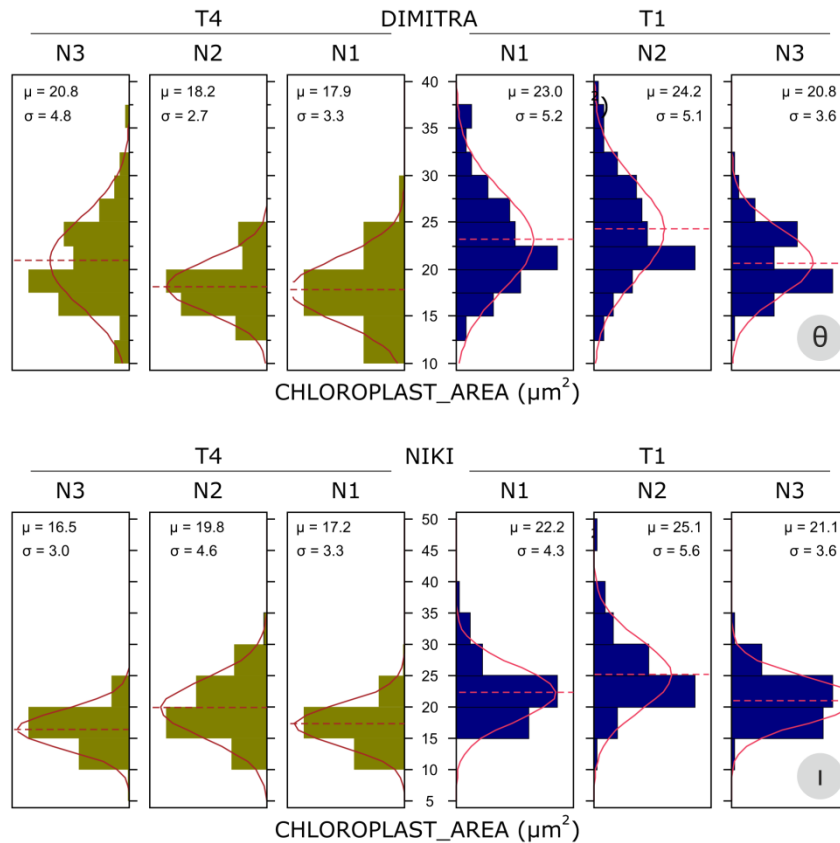 T4 DIMITRA T1
N3 N2 N1 N1 N2 N3
μ = 20.8 μ = 18.2 μ = 17.9 40 μ = 23.0 μ = 24.2 μ = 20.8
σ = 4.8 σ = 2.7 σ = 3.3 σ = 5.2 σ = 5.1 σ = 3.6
35
30
25
20
15
θ
10
CHLOROPLAST_AREA (μm²)
T4 NIKI T1
N3 N2 N1 N1 N2 N3
μ = 16.5 μ = 19.8 μ = 17.2 50 μ = 22.2 μ = 25.1 μ = 21.1
σ = 3.0 σ = 4.6 σ = 3.3 σ = 4.3 σ = 5.6 σ = 3.6
45
40
35
30
25
20
15
10
ι
5
CHLOROPLAST_AREA (μm²)